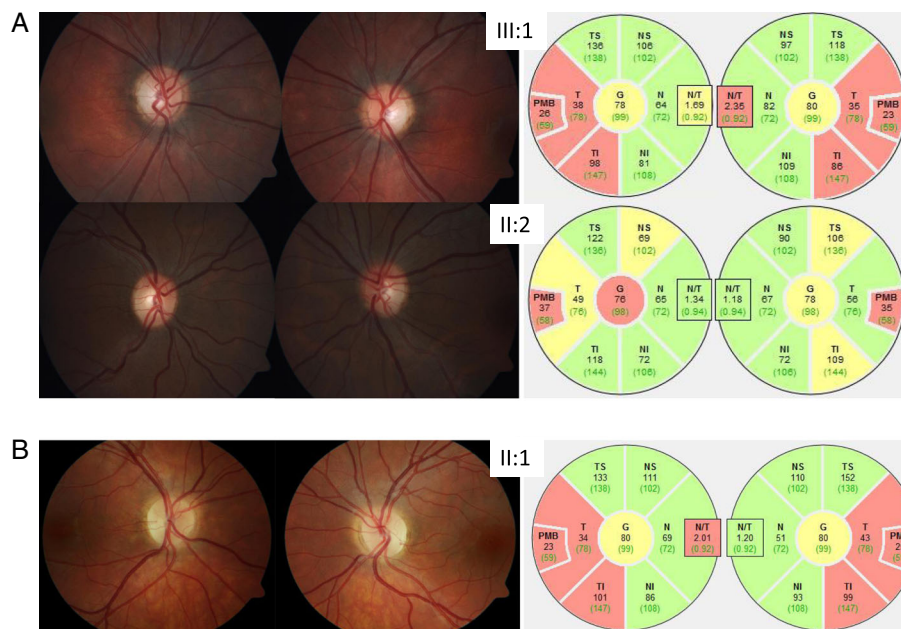 A
III:1
TS
136
(138)
NS
106
(102)
PMB
26
(59)
T
38
(78)
G
78
(99)
N
64
(72)
N/T
1.69
(0.92)
TI
98
(147)
NI
81
(108)
NS
97
(102)
TS
118
(138)
N/T
2.35
(0.92)
N
82
(72)
G
80
(99)
T
35
(78)
PMB
23
(59)
NI
109
(108)
TI
86
(147)
II:2
TS
122
(136)
NS
69
(102)
PMB
37
(58)
T
49
(76)
G
76
(98)
N
65
(72)
N/T
1.34
(0.94)
TI
118
(144)
NI
72
(106)
NS
90
(102)
TS
106
(136)
N/T
1.18
(0.94)
N
67
(72)
G
78
(98)
T
56
(76)
PMB
35
(58)
NI
72
(106)
TI
109
(144)
B
II:1
TS
133
(138)
NS
111
(102)
PMB
23
(59)
T
34
(78)
G
80
(99)
N
69
(72)
N/T
2.01
(0.92)
TI
101
(147)
NI
86
(108)
NS
110
(102)
TS
152
(138)
N/T
1.20
(0.92)
N
51
(72)
G
80
(99)
T
43
(78)
PMB
NI
93
(108)
TI
99
(147)